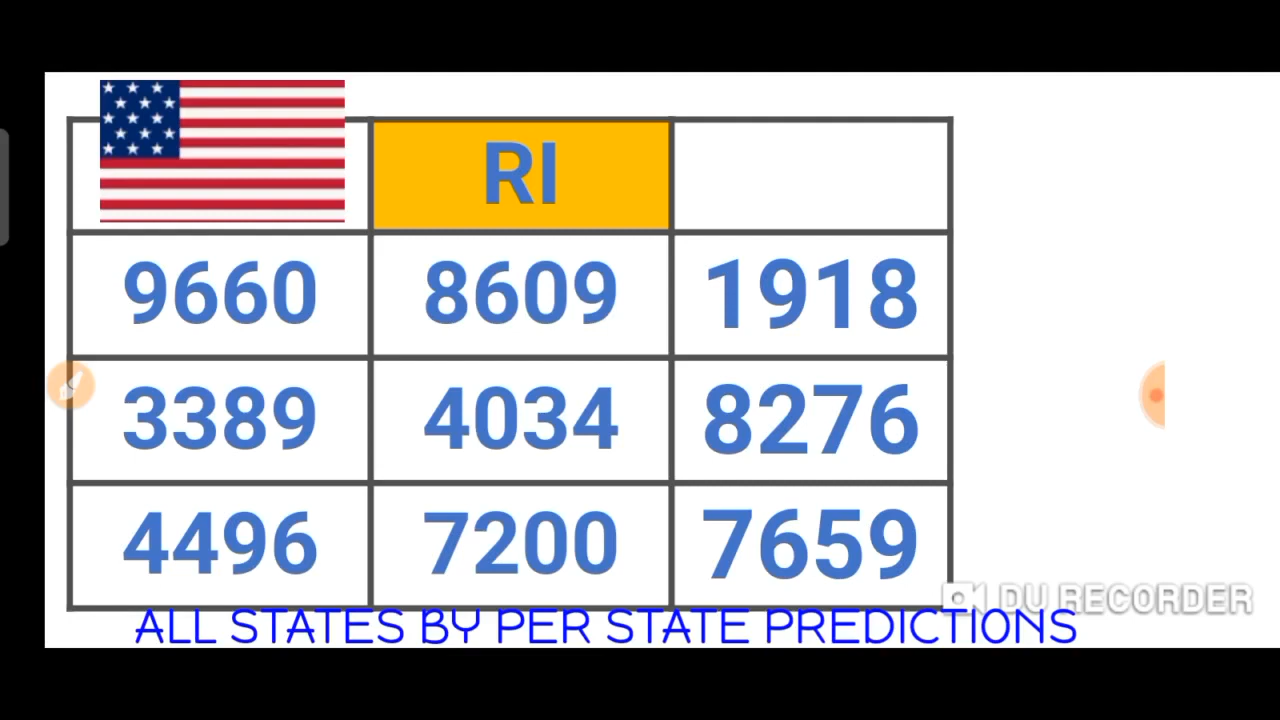 RI
9660 8609 1918
3389 4034 8276
4496 7200 7659
DU RECORDER
ALL STATES BY PER STATE PREDICTIONS